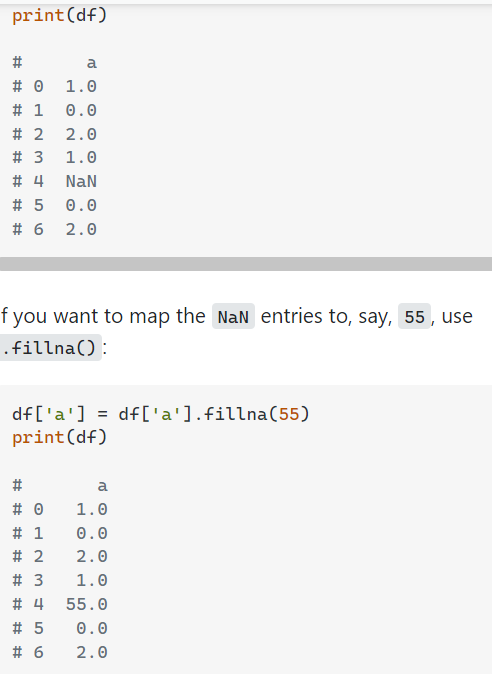 print(df)
#      a
# 0  1.0
# 1  0.0
# 2  2.0
# 3  1.0
# 4  NaN
# 5  0.0
# 6  2.0
f you want to map the NaN entries to, say, 55, use
.fillna():
df['a'] = df['a'].fillna(55)
print(df)
#       a
# 0   1.0
# 1   0.0
# 2   2.0
# 3   1.0
# 4  55.0
# 5   0.0
# 6   2.0